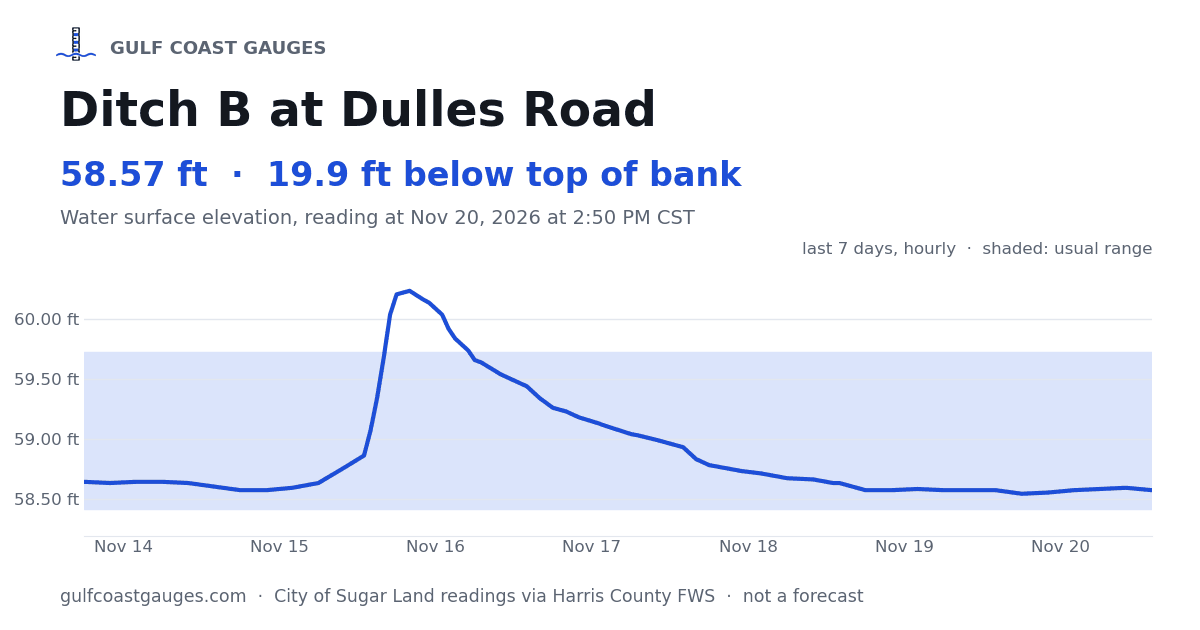 GULF COAST GAUGES
Ditch B at Dulles Road
58.57 ft · 19.9 ft below top of bank
Water surface elevation, reading at Nov 20, 2026 at 2:50 PM CST
last 7 days, hourly · shaded: usual range
60.00 ft
59.50 ft
59.00 ft
58.50 ft
Nov 14 Nov 15 Nov 16 Nov 17 Nov 18 Nov 19 Nov 20
gulfcoastgauges.com · City of Sugar Land readings via Harris County FWS · not a forecast